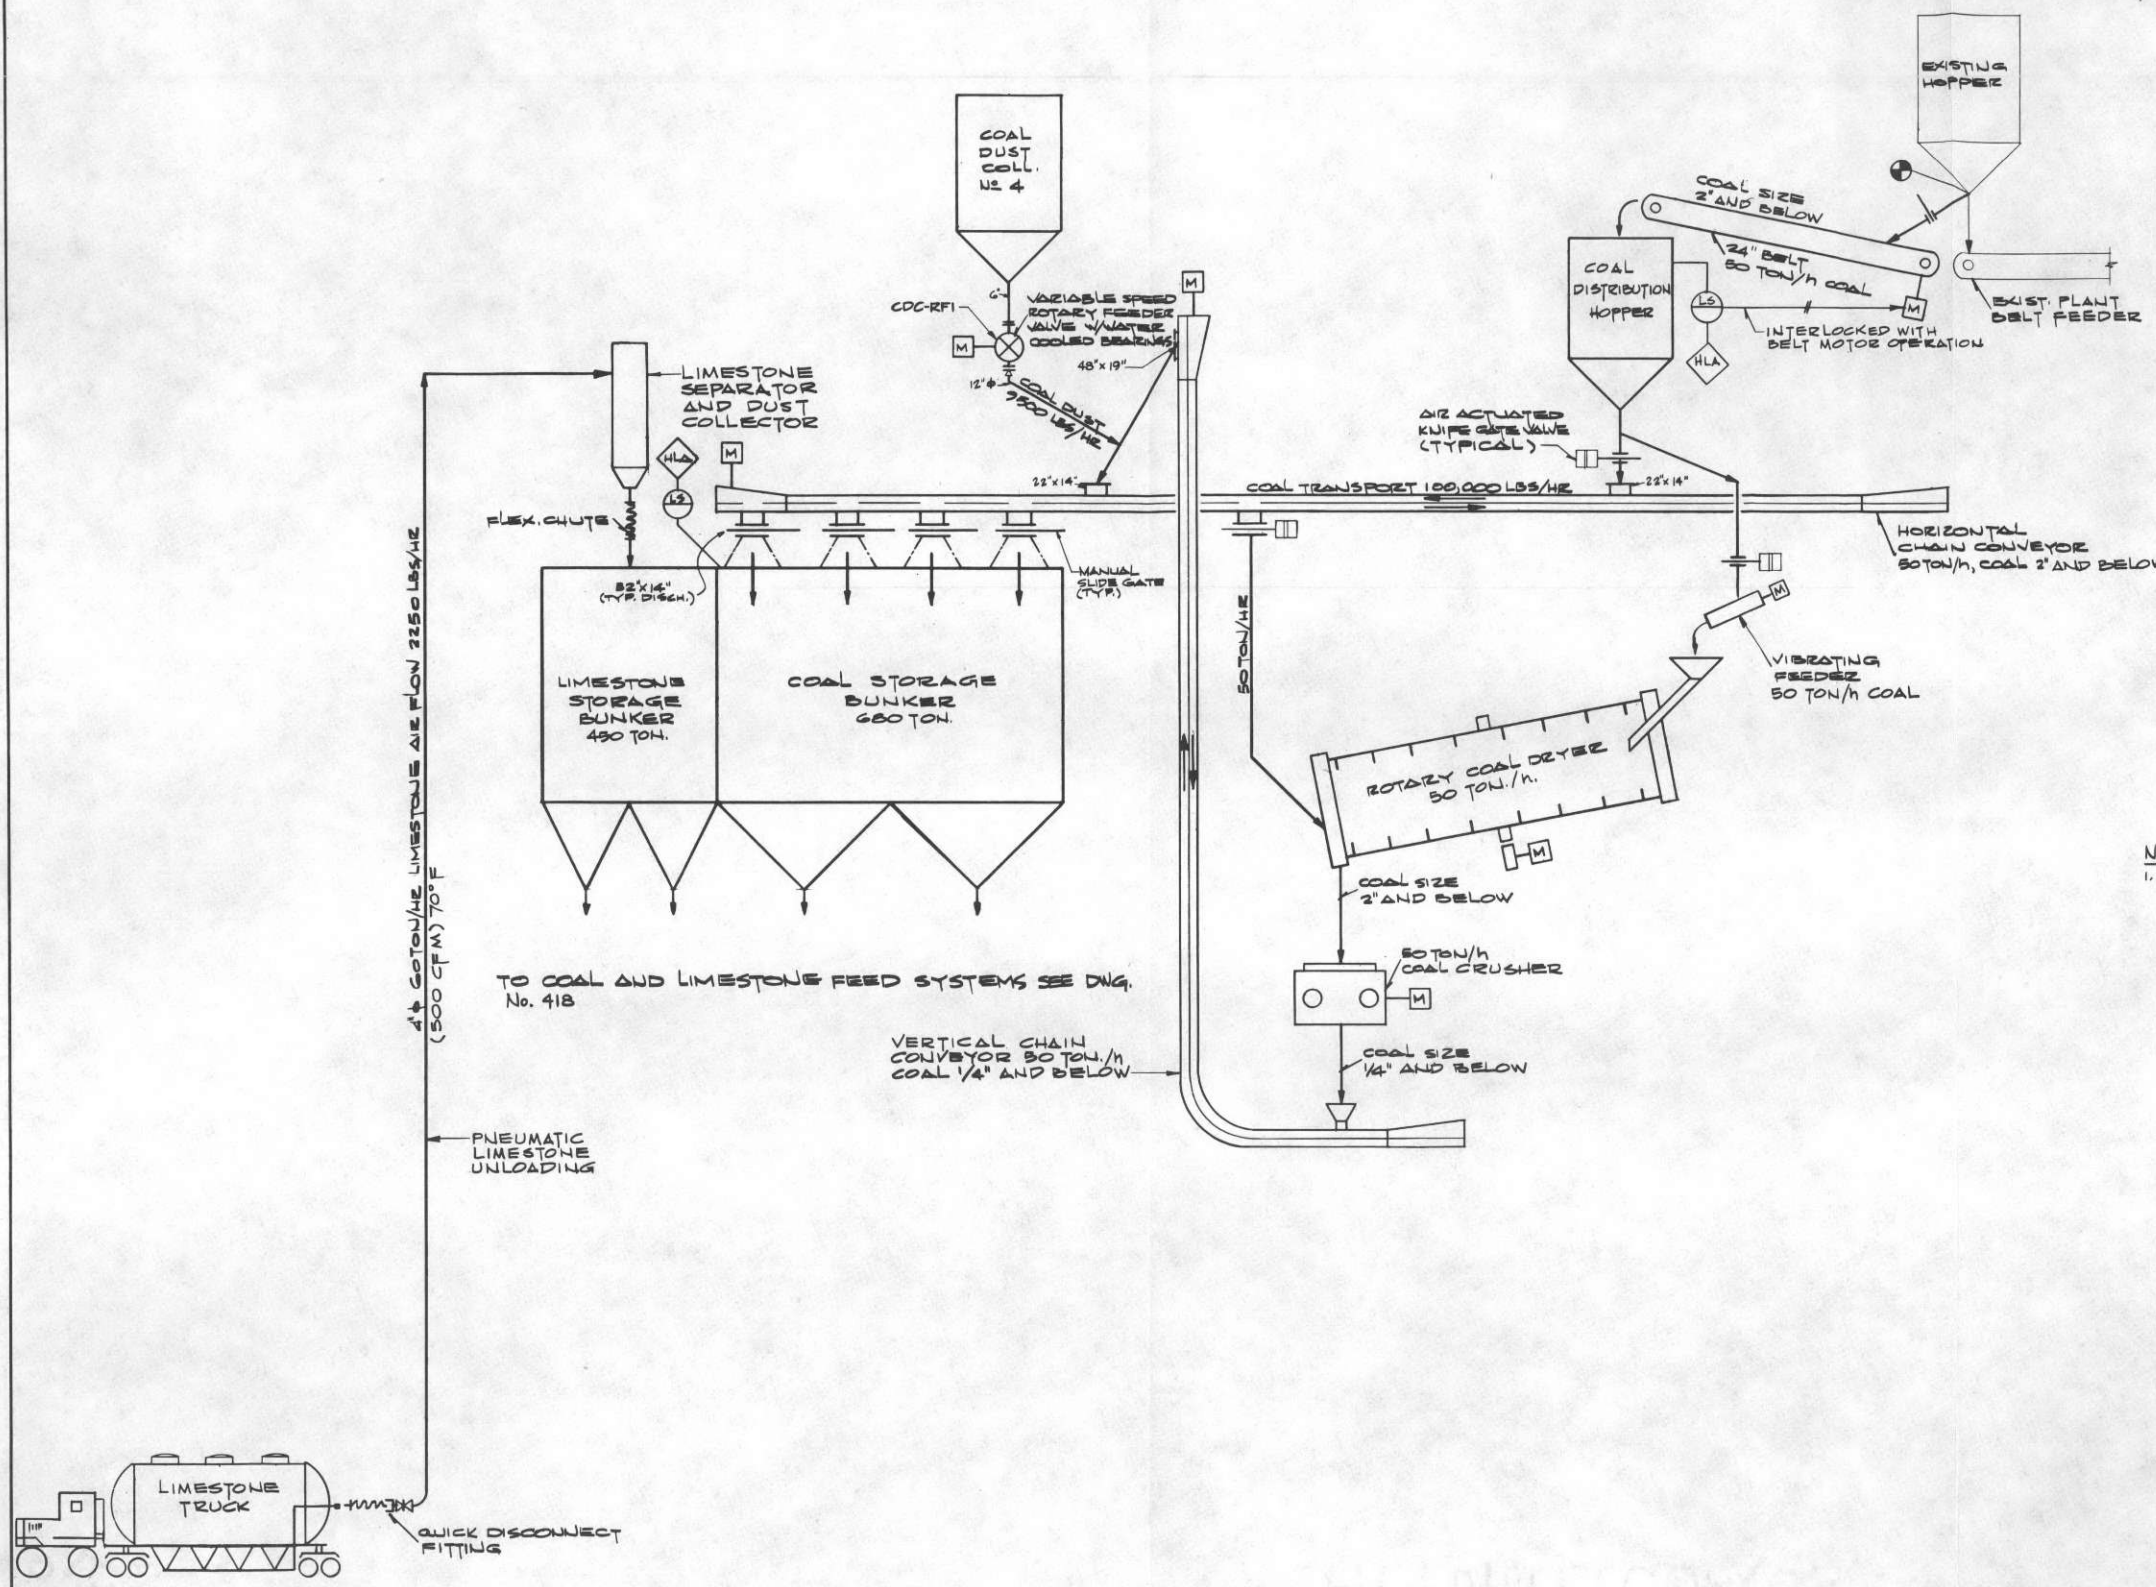 EXISTING
HOPPER
COAL
DUST
COLL.
Nº 4
COAL SIZE
2" AND BELOW
24" BELT
50 TON/h COAL
COAL
DISTRIBUTION
HOPPER
LS
HLA
M
EXIST. PLANT
BELT FEEDER
INTERLOCKED WITH
BELT MOTOR OPERATION
CDC-RF1
6"
M
VARIABLE SPEED
ROTARY FEEDER
VALVE W/WATER
COOLED BEARINGS
M
48"x19"
12"ɸ
COAL DUST
LBS/HR
LIMESTONE
SEPARATOR
AND DUST
COLLECTOR
HLA
LS
M
AIR ACTUATED
KNIFE GATE VALVE
(TYPICAL)
22"x14"
COAL TRANSPORT 100,000 LBS/HR
22"x14"
FLEX. CHUTE
HORIZONTAL
CHAIN CONVEYOR
50 TON/h, COAL 2" AND BELOW
32"x14"
(TYP. DISCH.)
MANUAL
SLIDE GATE
(TYP.)
M
50 TON/HR
VIBRATING
FEEDER
50 TON/h COAL
LIMESTONE
STORAGE
BUNKER
450 TON.
COAL STORAGE
BUNKER
680 TON.
ROTARY COAL DRYER
50 TON./h.
M
4"ɸ 60TON/HR LIMESTONE AIR FLOW 2250 LBS/HR
(500 CFM) 70°F
COAL SIZE
2" AND BELOW
N
1.
50 TON/h
COAL CRUSHER
M
TO COAL AND LIMESTONE FEED SYSTEMS SEE DWG.
No. 418
VERTICAL CHAIN
CONVEYOR 50 TON./h
COAL 1/4" AND BELOW
COAL SIZE
1/4" AND BELOW
PNEUMATIC
LIMESTONE
UNLOADING
LIMESTONE
TRUCK
QUICK DISCONNECT
FITTING